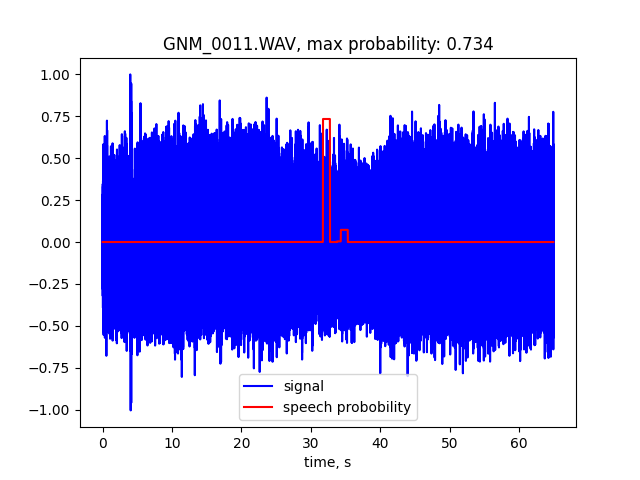 GNM_0011.WAV, max probability: 0.734
1.00
0.75
0.50
0.25
0.00
−0.25
−0.50
−0.75
−1.00
signal
speech probobility
0 10 20 30 40 50 60
time, s